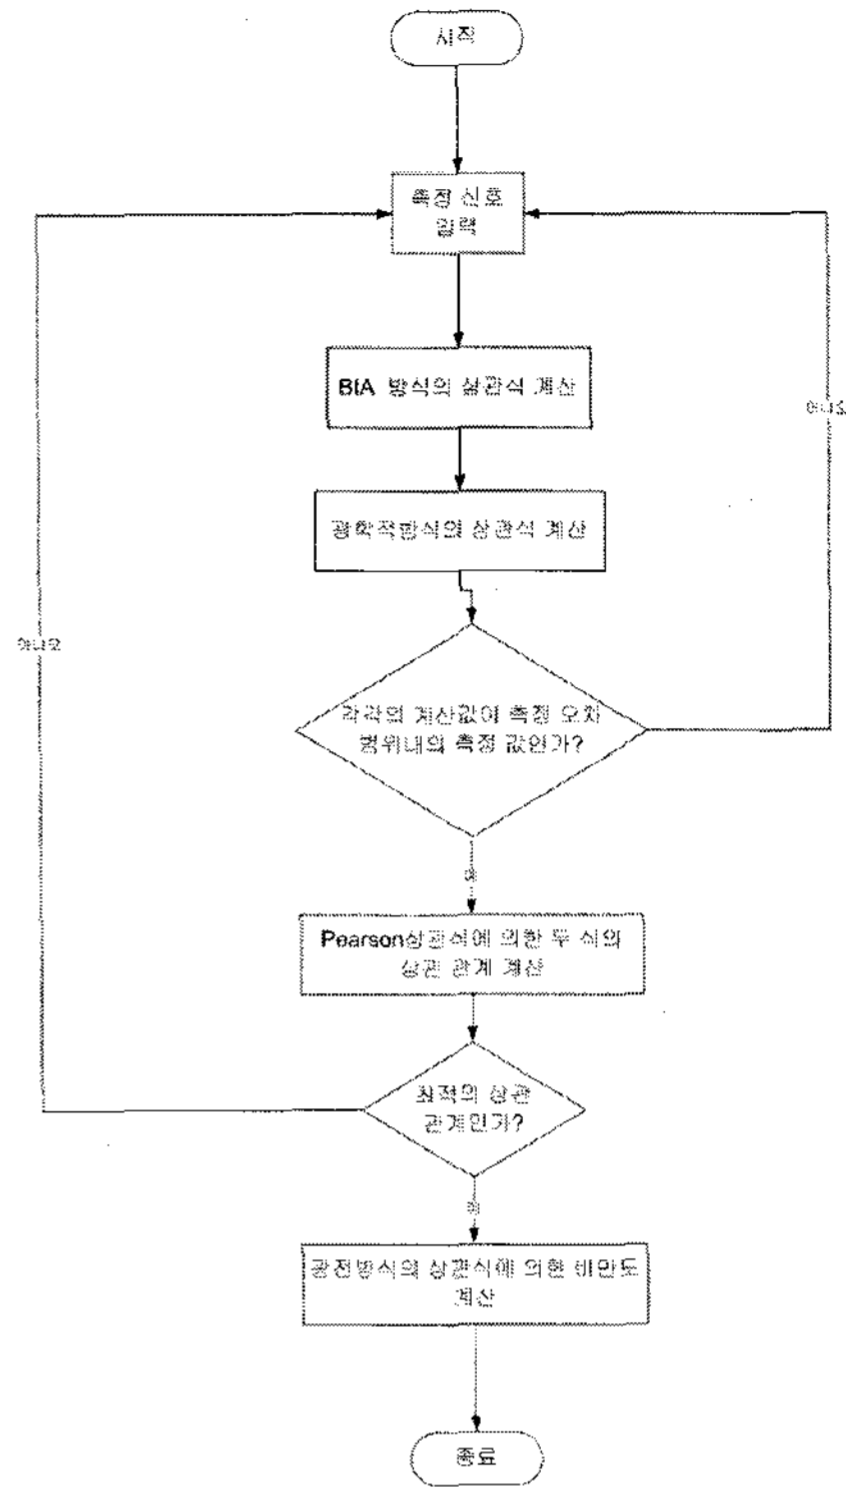 시작
측정 신호
입력
BIA 방식의 상관식 계산
아니오
광학적방식의 상관식 계산
아니오
각각의 계산값이 측정 오차
범위내의 측정 값인가?
예
Pearson상관식에 의한 두 식의
상관 관계 계산
최적의 상관
관계인가?
예
광전방식의 상관식에 의한 비만도
계산
종료